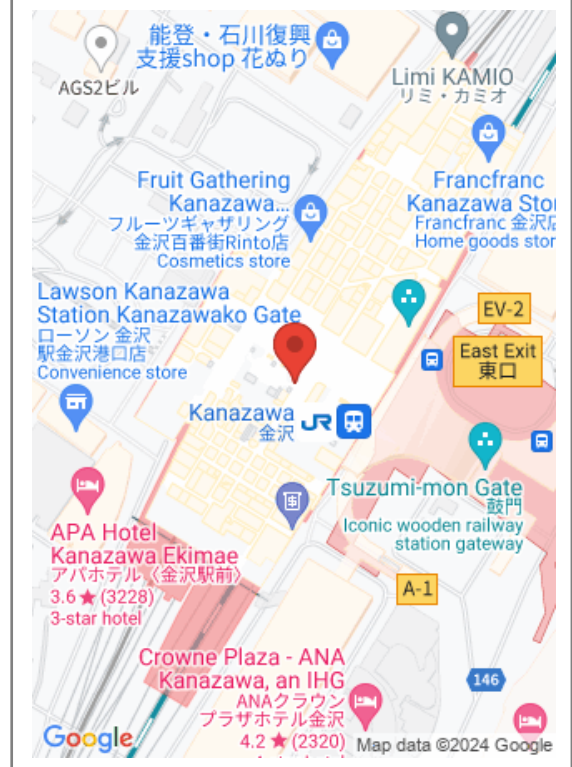 能登・石川復興
支援shop 花ぬり
AGS2ビル
Limi KAMIO
リミ・カミオ
Fruit Gathering
Kanazawa...
フルーツギャザリング
金沢百番街Rinto店
Cosmetics store
Francfranc
Kanazawa Sto
Francfranc 金沢店
Home goods stor
Lawson Kanazawa
Station Kanazawako Gate
ローソン 金沢
駅金沢港口店
Convenience store
EV-2
East Exit
東口
Kanazawa
金沢
JR
Tsuzumi-mon Gate
鼓門
Iconic wooden railway
station gateway
APA Hotel
Kanazawa Ekimae
アパホテル〈金沢駅前〉
3.6★(3228)
3-star hotel
A-1
Crowne Plaza - ANA
Kanazawa, an IHG
ANAクラウン
プラザホテル金沢
4.2★(2320)
146
Google
Map data ©2024 Google